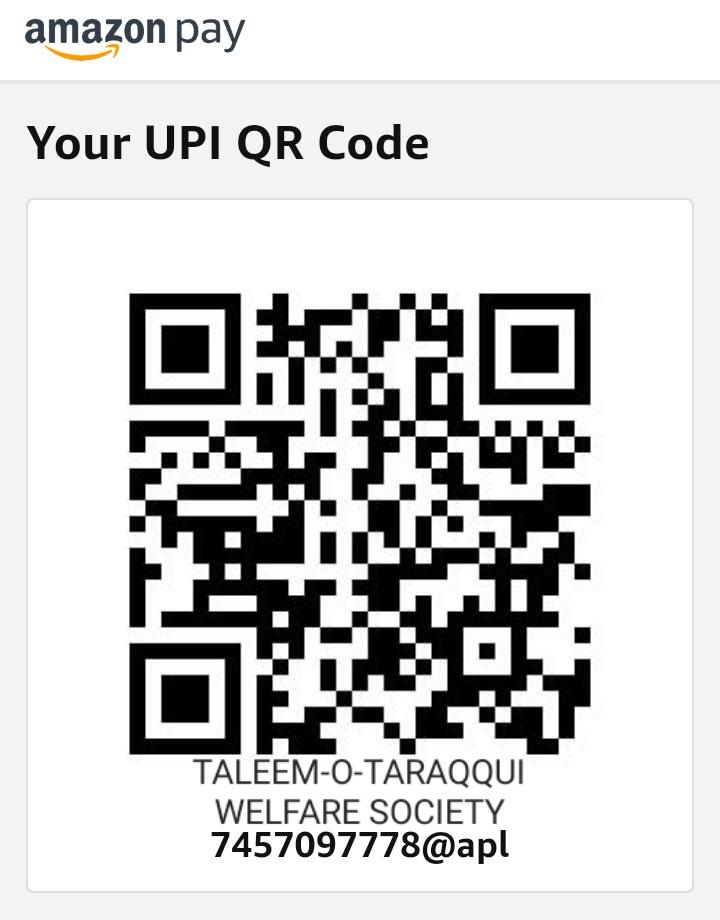 amazon pay
Your UPI QR Code
TALEEM-O-TARAQQUI
WELFARE SOCIETY
7457097778@apl